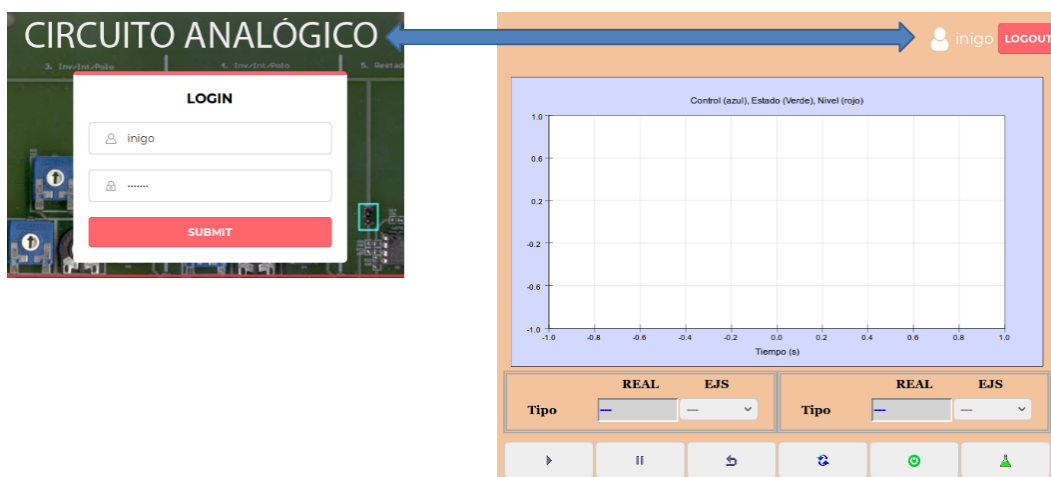 CIRCUITO ANALÓGICO
3. Inv/Int/Polo 4. Inv/Int/Polo 5. Restad
LOGIN
inigo
.......
SUBMIT
inigo LOGOUT
Control (azul), Estado (Verde), Nivel (rojo)
1.0
0.6
0.2
-0.2
-0.6
-1.0
-1.0 -0.8 -0.6 -0.4 -0.2 0.0 0.2 0.4 0.6 0.8 1.0
Tiempo (s)
REAL EJS REAL EJS
Tipo --- --- Tipo --- ---